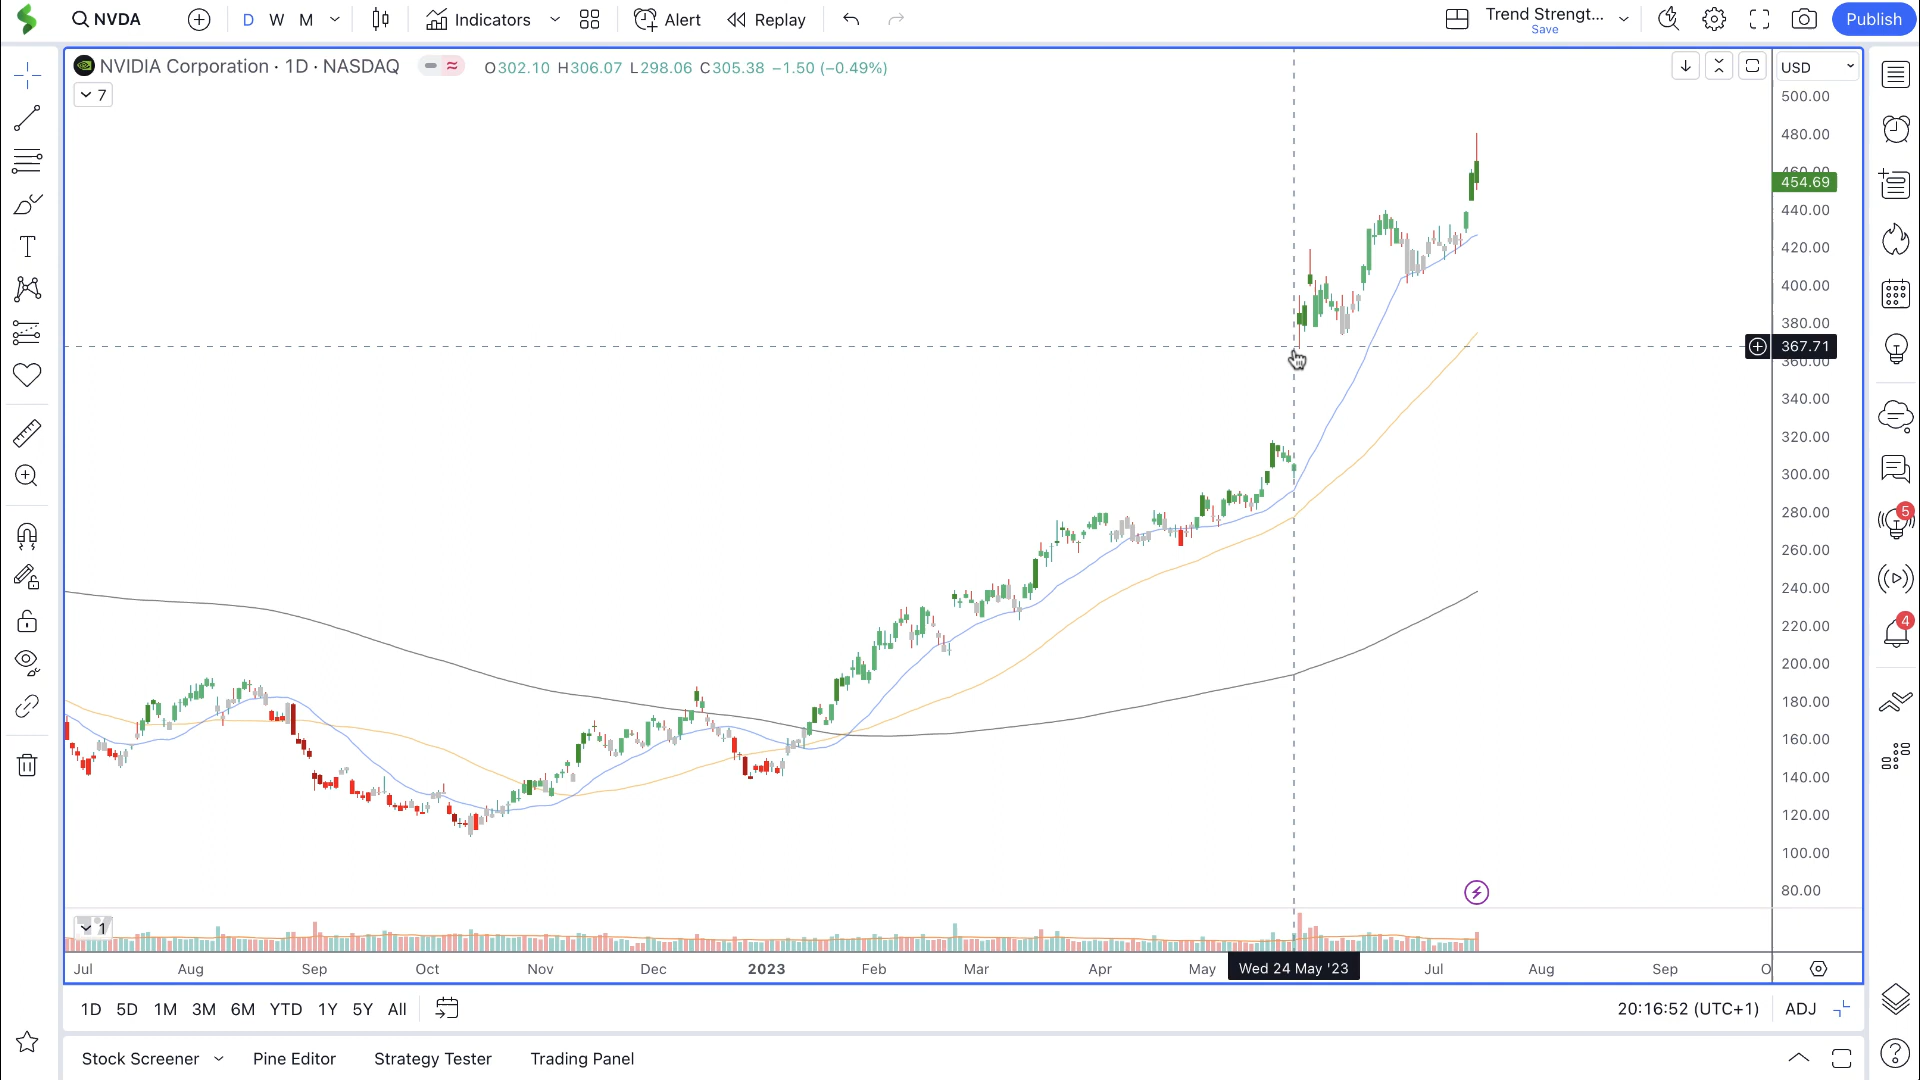 NVDA
D W M
Indicators
Alert
Replay
Trend Strengt...
Save
Publish
NVIDIA Corporation · 1D · NASDAQ
O302.10 H306.07 L298.06 C305.38 −1.50 (−0.49%)
7
USD
500.00
480.00
460.00
454.69
440.00
420.00
400.00
380.00
367.71
360.00
340.00
320.00
300.00
280.00
260.00
240.00
220.00
200.00
180.00
160.00
140.00
120.00
100.00
80.00
5
4
1
Jul Aug Sep Oct Nov Dec 2023 Feb Mar Apr May Wed 24 May '23 Jul Aug Sep O
1D 5D 1M 3M 6M YTD 1Y 5Y All
20:16:52 (UTC+1) ADJ
Stock Screener Pine Editor Strategy Tester Trading Panel